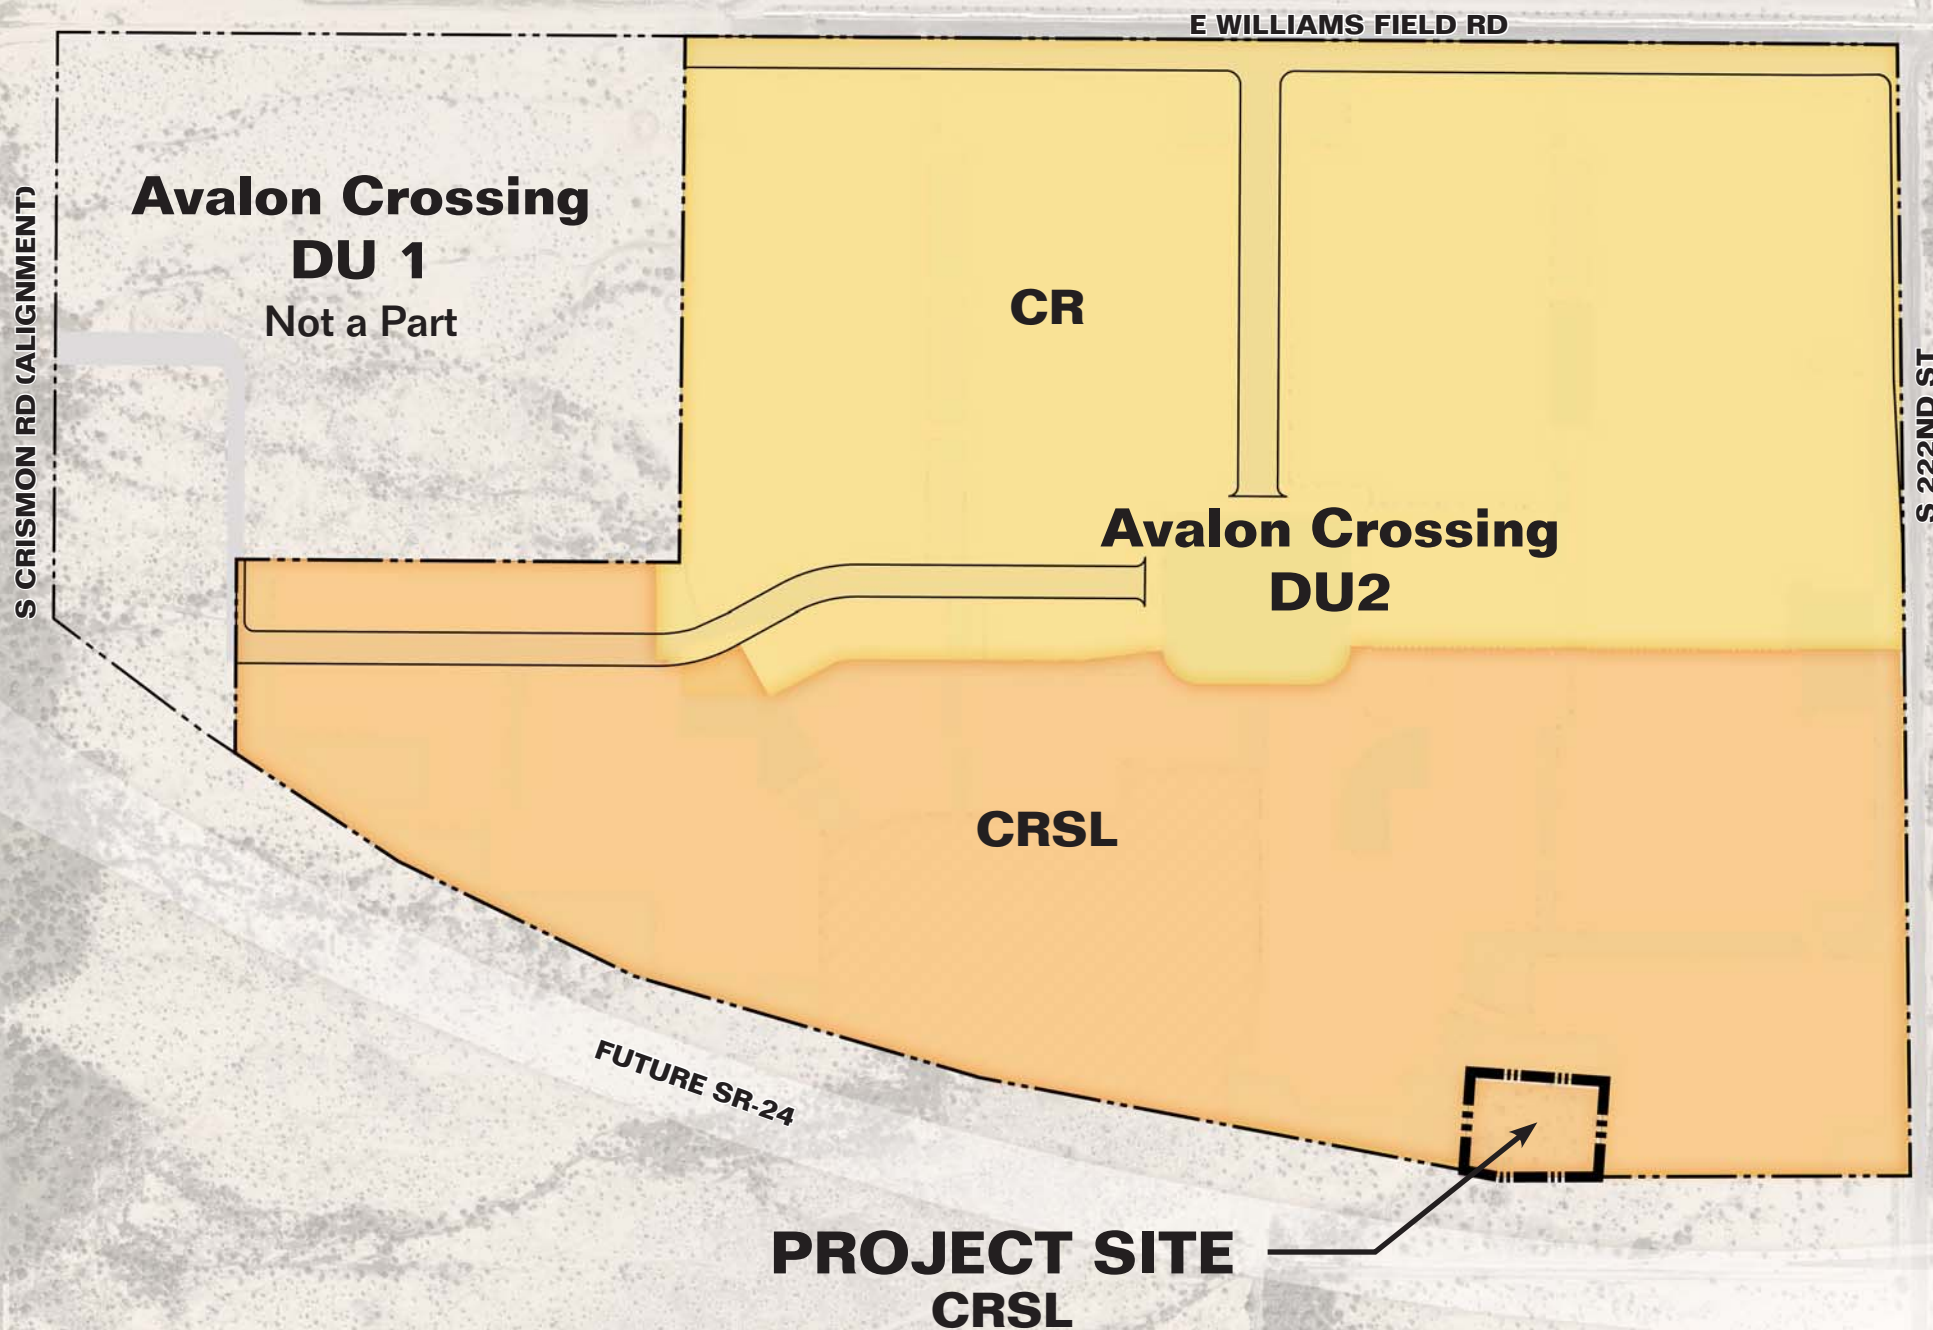 E WILLIAMS FIELD RD
Avalon Crossing
DU 1
Not a Part
S CRISMON RD (ALIGNMENT)
CR
S 222ND ST
Avalon Crossing
DU2
CRSL
FUTURE SR-24
PROJECT SITE
CRSL